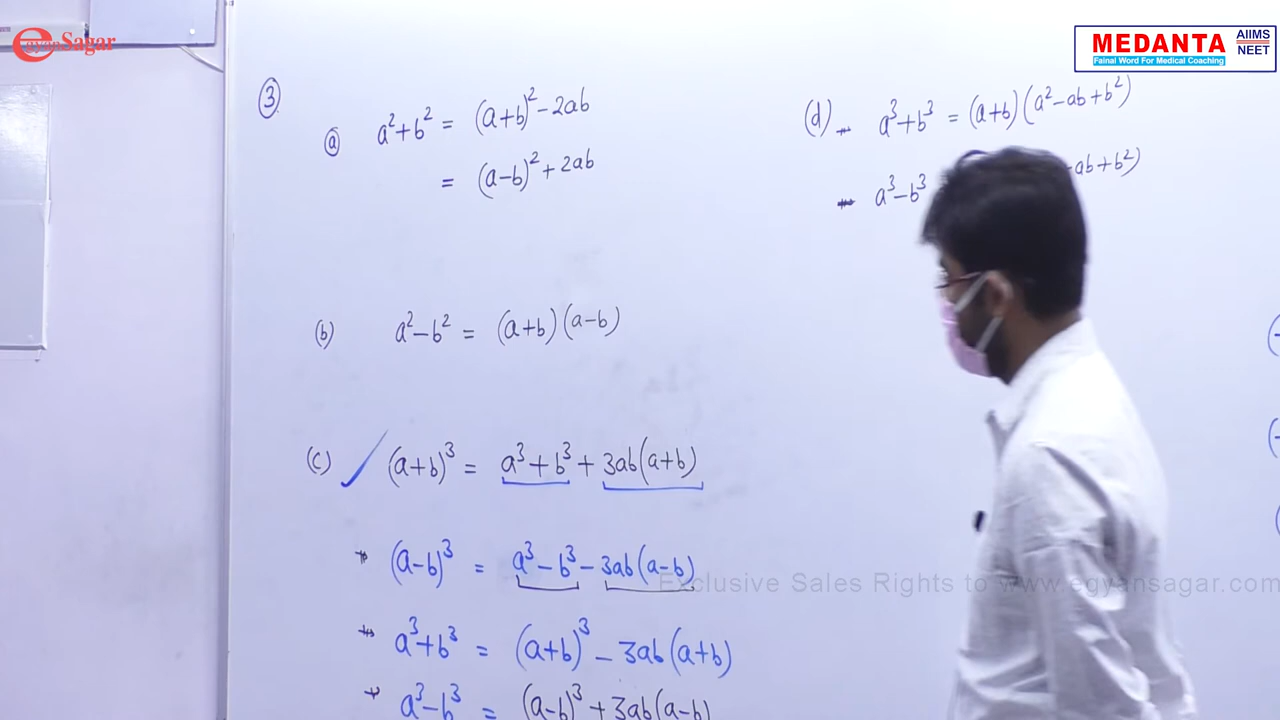 egyanSagar
MEDANTA AIIMS NEET
Fainal Word For Medical Coaching
③
ⓐ a²+b² = (a+b)²-2ab
= (a-b)²+2ab
(b) a²-b² = (a+b)(a-b)
(c) ✓ (a+b)³ = a³+b³+3ab(a+b)
(a-b)³ = a³-b³-3ab(a-b)
a³+b³ = (a+b)³-3ab(a+b)
a³-b³ = (a-b)³+3ab(a-b)
(d) a³+b³ = (a+b)(a²-ab+b²)
a³-b³ ab+b²)
Exclusive Sales Rights to www.egyansagar.com